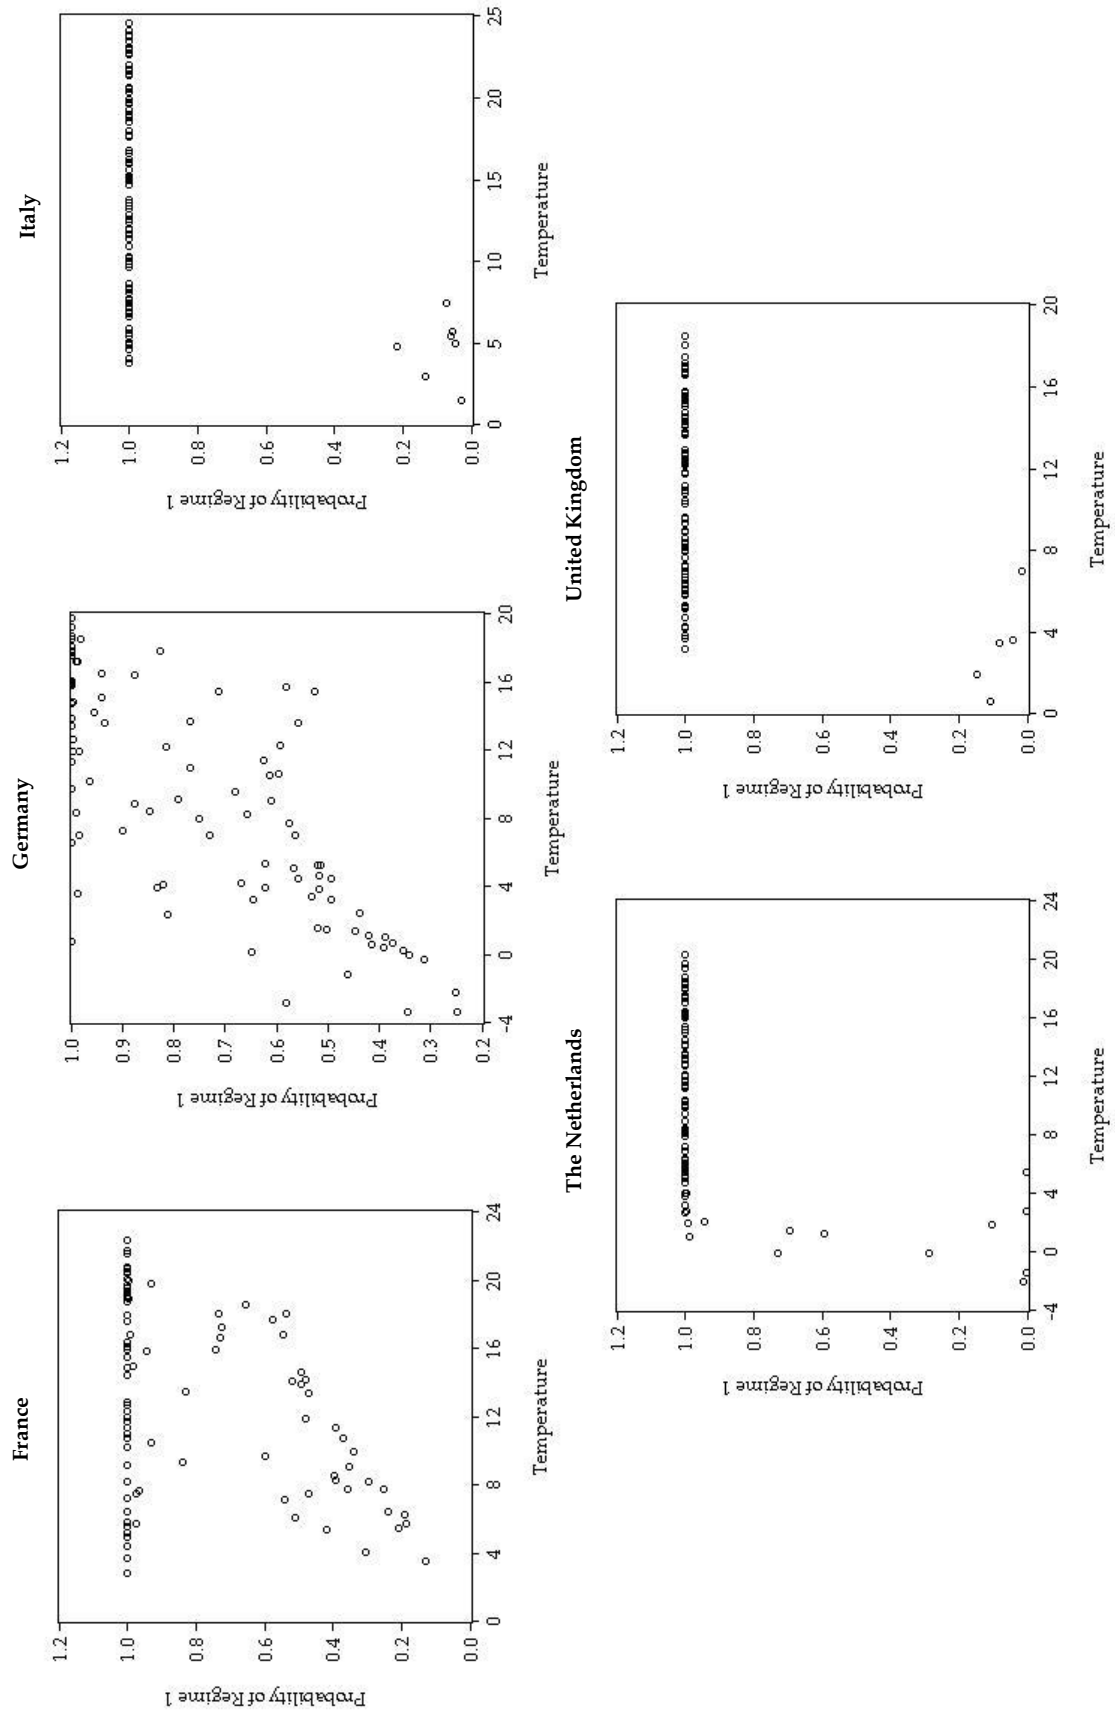 France
Probability of Regime 1
1.2
1.0
0.8
0.6
0.4
0.2
0.0
0 4 8 12 16 20 24
Temperature
Germany
Probability of Regime 1
1.0
0.9
0.8
0.7
0.6
0.5
0.4
0.3
0.2
-4 0 4 8 12 16 20
Temperature
Italy
Probability of Regime 1
1.2
1.0
0.8
0.6
0.4
0.2
0.0
0 5 10 15 20 25
Temperature
The Netherlands
Probability of Regime 1
1.2
1.0
0.8
0.6
0.4
0.2
0.0
-4 0 4 8 12 16 20 24
Temperature
United Kingdom
Probability of Regime 1
1.2
1.0
0.8
0.6
0.4
0.2
0.0
0 4 8 12 16 20
Temperature